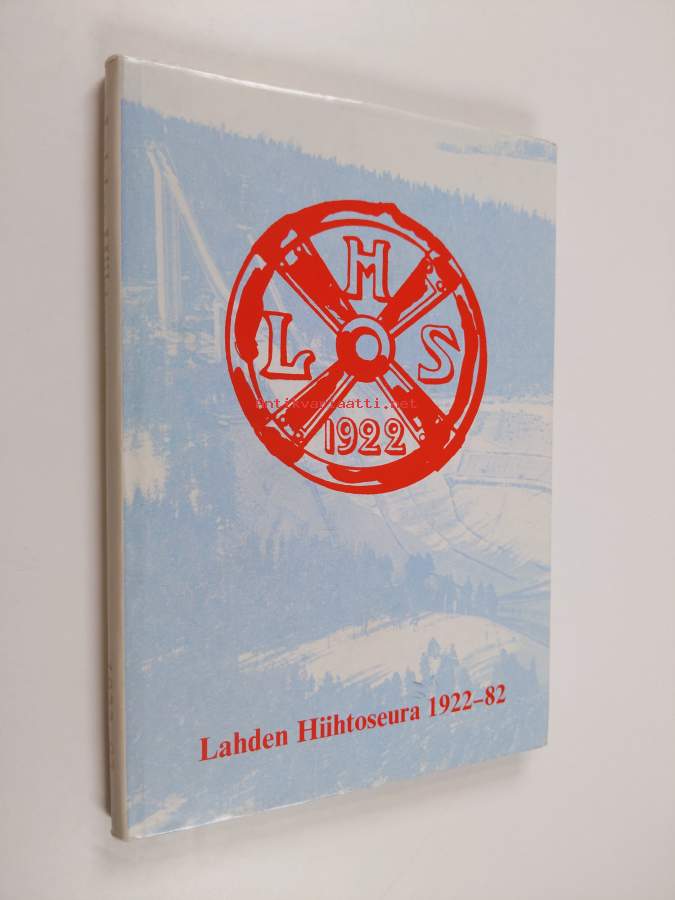 H
L S
Antikvariaatti.net
1922
Lahden Hiihtoseura 1922–82